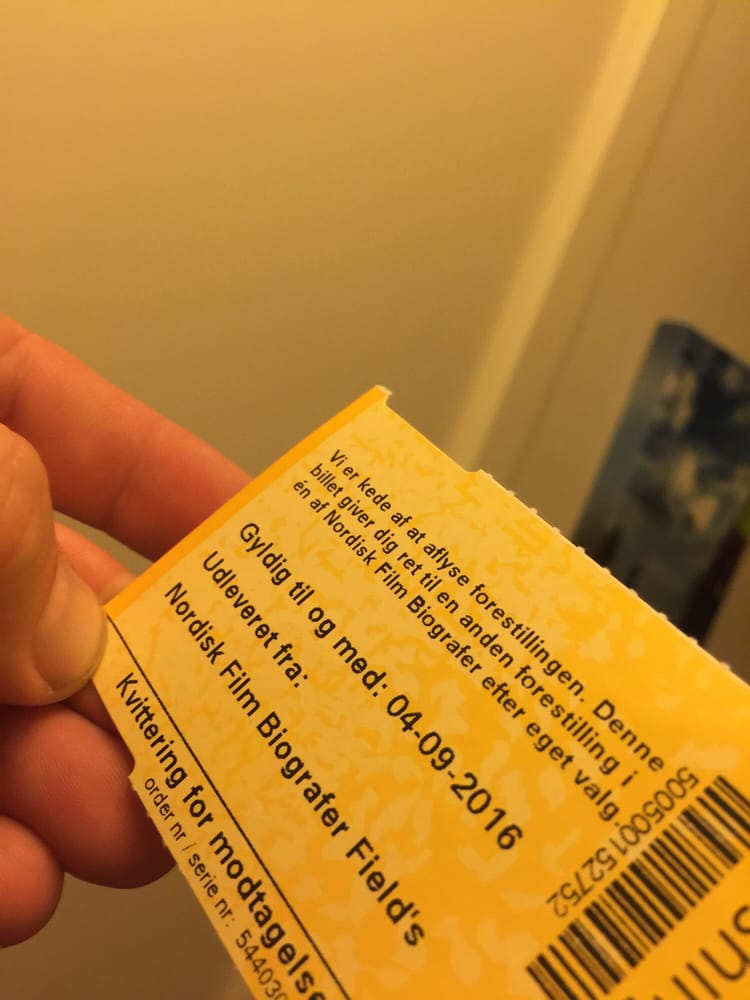 Vi er kede af at aflyse forestillingen. Denne
billet giver dig ret til en anden forestilling i
én af Nordisk Film Biografer efter eget valg
Gyldig til og med: 04-09-2016
Udleveret fra:
Nordisk Film Biografer Field's
Kvittering for modtagelse
order nr / serie nr: 544030
500500152752